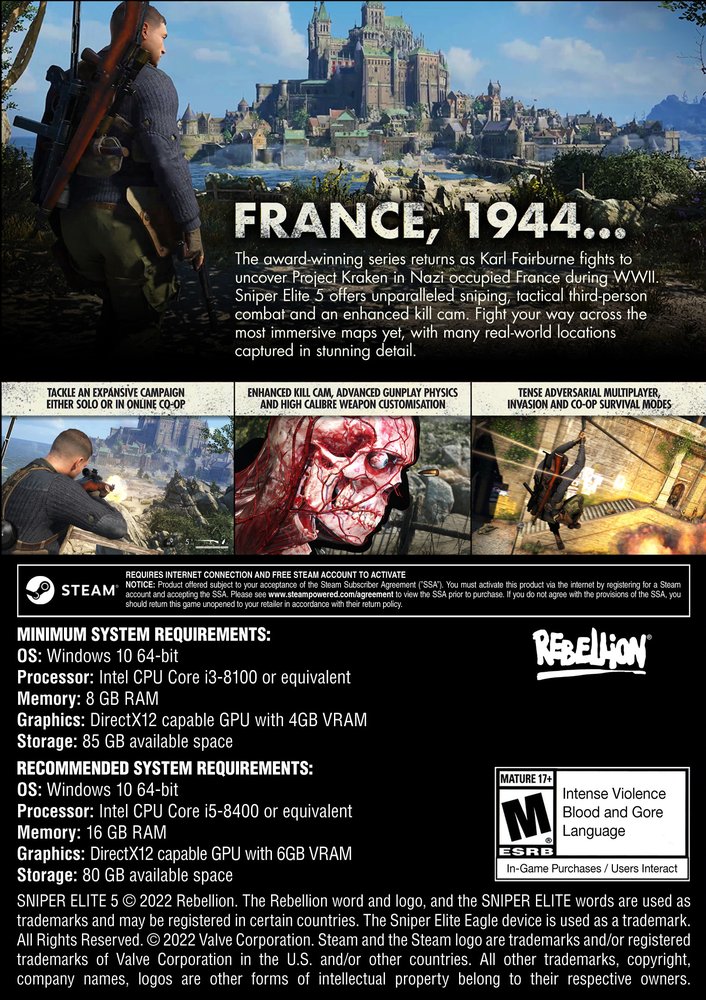 FRANCE, 1944...
The award-winning series returns as Karl Fairburne fights to
uncover Project Kraken in Nazi occupied France during WWII.
Sniper Elite 5 offers unparalleled sniping, tactical third-person
combat and an enhanced kill cam. Fight your way across the
most immersive maps yet, with many real-world locations
captured in stunning detail.
TACKLE AN EXPANSIVE CAMPAIGN
EITHER SOLO OR IN ONLINE CO-OP
ENHANCED KILL CAM, ADVANCED GUNPLAY PHYSICS
AND HIGH CALIBRE WEAPON CUSTOMISATION
TENSE ADVERSARIAL MULTIPLAYER,
INVASION AND CO-OP SURVIVAL MODES
STEAM®
REQUIRES INTERNET CONNECTION AND FREE STEAM ACCOUNT TO ACTIVATE
NOTICE: Product offered subject to your acceptance of the Steam Subscriber Agreement ("SSA"). You must activate this product via the internet by registering for a Steam
account and accepting the SSA. Please see www.steampowered.com/agreement to view the SSA prior to purchase. If you do not agree with the provisions of the SSA, you
should return this game unopened to your retailer in accordance with their return policy.
MINIMUM SYSTEM REQUIREMENTS:
OS: Windows 10 64-bit
Processor: Intel CPU Core i3-8100 or equivalent
Memory: 8 GB RAM
Graphics: DirectX12 capable GPU with 4GB VRAM
Storage: 85 GB available space
REBELLION®
RECOMMENDED SYSTEM REQUIREMENTS:
OS: Windows 10 64-bit
Processor: Intel CPU Core i5-8400 or equivalent
Memory: 16 GB RAM
Graphics: DirectX12 capable GPU with 6GB VRAM
Storage: 80 GB available space
MATURE 17+
M
®
ESRB
Intense Violence
Blood and Gore
Language
In-Game Purchases / Users Interact
SNIPER ELITE 5 © 2022 Rebellion. The Rebellion word and logo, and the SNIPER ELITE words are used as
trademarks and may be registered in certain countries. The Sniper Elite Eagle device is used as a trademark.
All Rights Reserved. © 2022 Valve Corporation. Steam and the Steam logo are trademarks and/or registered
trademarks of Valve Corporation in the U.S. and/or other countries. All other trademarks, copyright,
company names, logos are other forms of intellectual property belong to their respective owners.